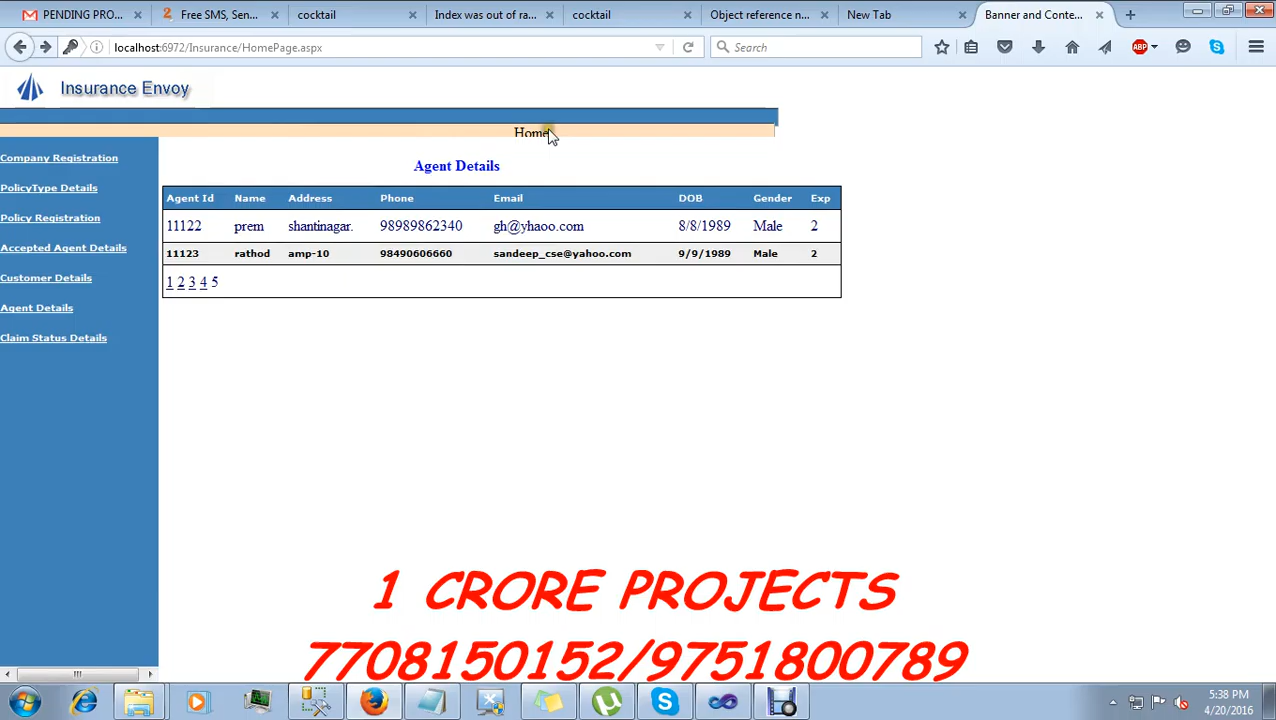 PENDING PRO... × Free SMS, Sen... × cocktail × Index was out of ra... × cocktail × Object reference n... × New Tab × Banner and Conte... × +
localhost:6972/Insurance/HomePage.aspx Search ABP
Insurance Envoy
Home
Company Registration
PolicyType Details
Policy Registration
Accepted Agent Details
Customer Details
Agent Details
Claim Status Details
Agent Details
Agent Id Name Address Phone Email DOB Gender Exp
11122 prem shantinagar. 98989862340 gh@yhaoo.com 8/8/1989 Male 2
11123 rathod amp-10 98490606660 sandeep_cse@yahoo.com 9/9/1989 Male 2
1 2 3 4 5
1 CRORE PROJECTS
7708150152/9751800789
5:38 PM
4/20/2016